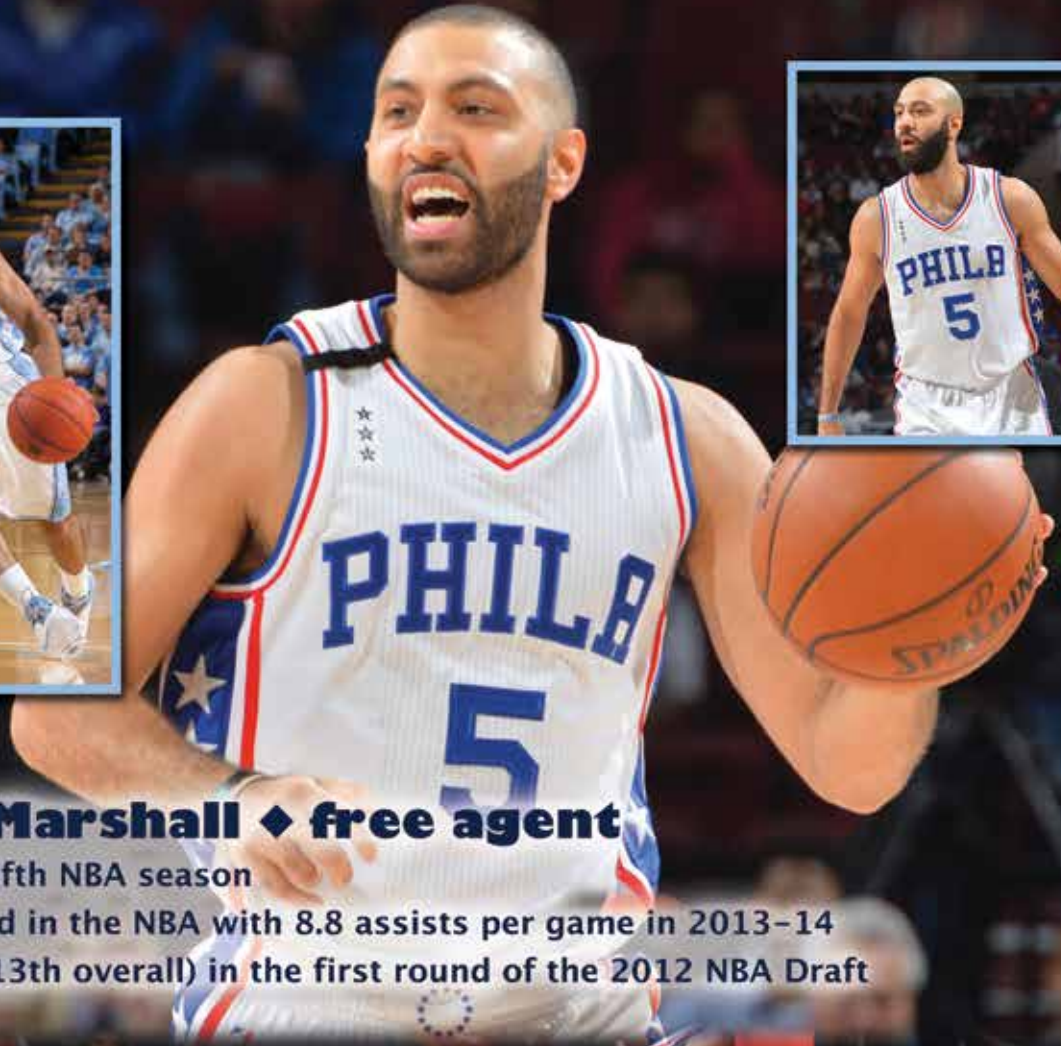 PHILA
5
PHILA
5
SPALDING
Marshall ◆ free agent
fth NBA season
d in the NBA with 8.8 assists per game in 2013–14
13th overall) in the first round of the 2012 NBA Draft